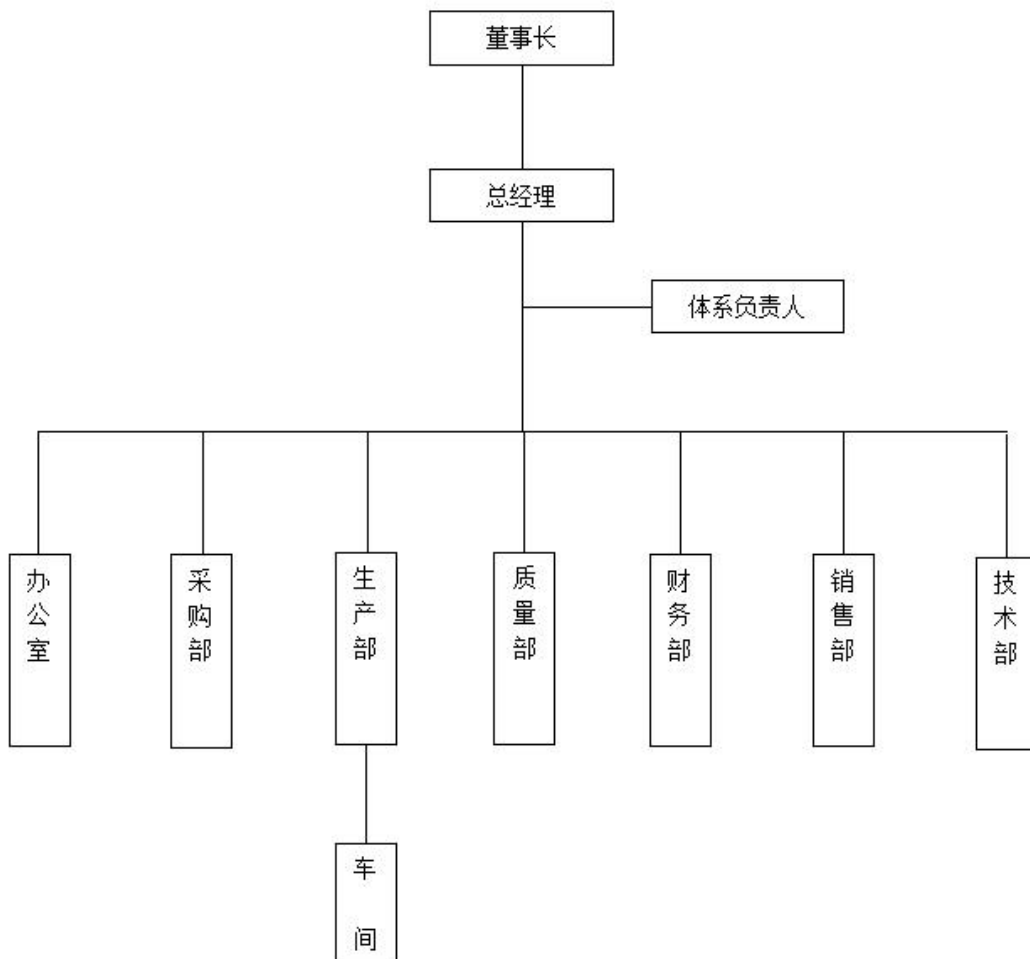 董事长
总经理
体系负责人
办公室
采购部
生产部
质量部
财务部
销售部
技术部
车间